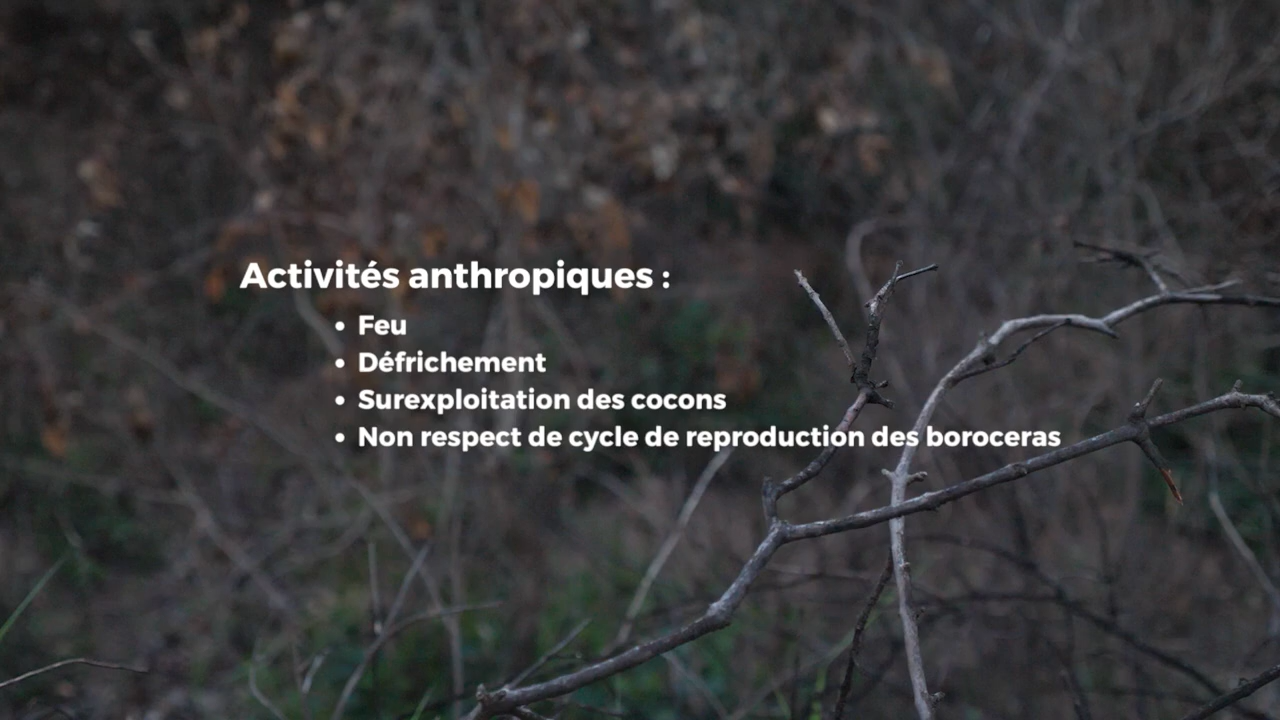 Activités anthropiques :
• Feu
• Défrichement
• Surexploitation des cocons
• Non respect de cycle de reproduction des boroceras